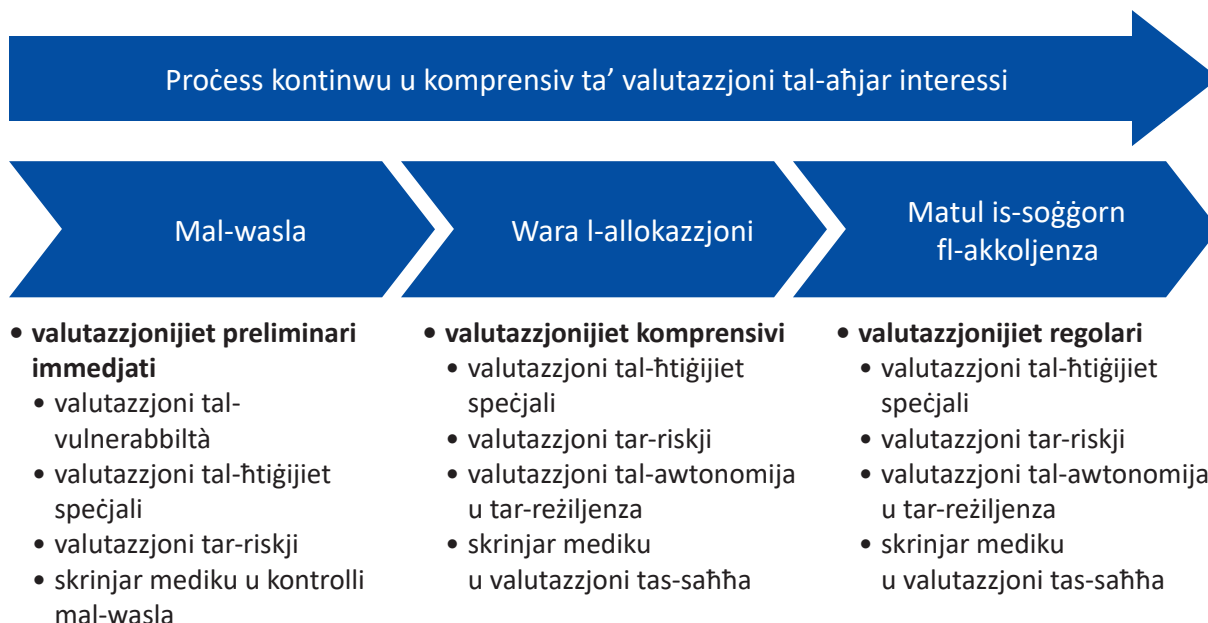 Proċess kontinwu u komprensiv ta’ valutazzjoni tal-aħjar interessi
Mal-wasla
Wara l-allokazzjoni
Matul is-soġġorn
fl-akkoljenza
• valutazzjonijiet preliminari
immedjati
• valutazzjoni tal-
vulnerabbiltà
• valutazzjoni tal-ħtiġijiet
speċjali
• valutazzjoni tar-riskji
• skrinjar mediku u kontrolli
mal-wasla
• valutazzjonijiet komprensivi
• valutazzjoni tal-ħtiġijiet
speċjali
• valutazzjoni tar-riskji
• valutazzjoni tal-awtonomija
u tar-reżiljenza
• skrinjar mediku
u valutazzjoni tas-saħħa
• valutazzjonijiet regolari
• valutazzjoni tal-ħtiġijiet
speċjali
• valutazzjoni tar-riskji
• valutazzjoni tal-awtonomija
u tar-reżiljenza
• skrinjar mediku
u valutazzjoni tas-saħħa